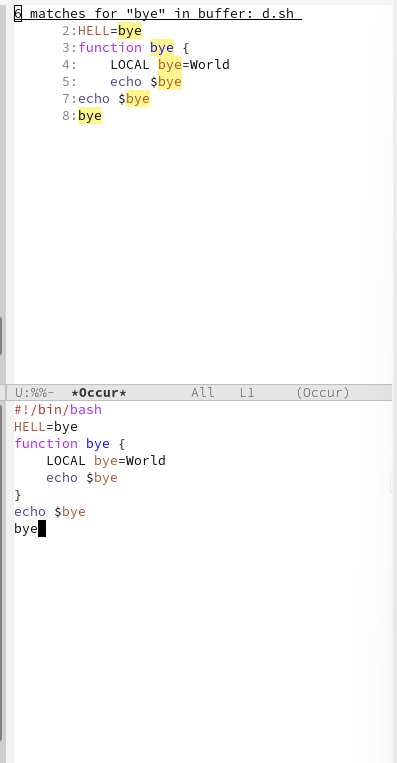 6 matches for "bye" in buffer: d.sh
      2:HELL=bye
      3:function bye {
      4:    LOCAL bye=World
      5:    echo $bye
      7:echo $bye
      8:bye
U:%%-  *Occur*        All   L1     (Occur)
#!/bin/bash
HELL=bye
function bye {
    LOCAL bye=World
    echo $bye
}
echo $bye
bye